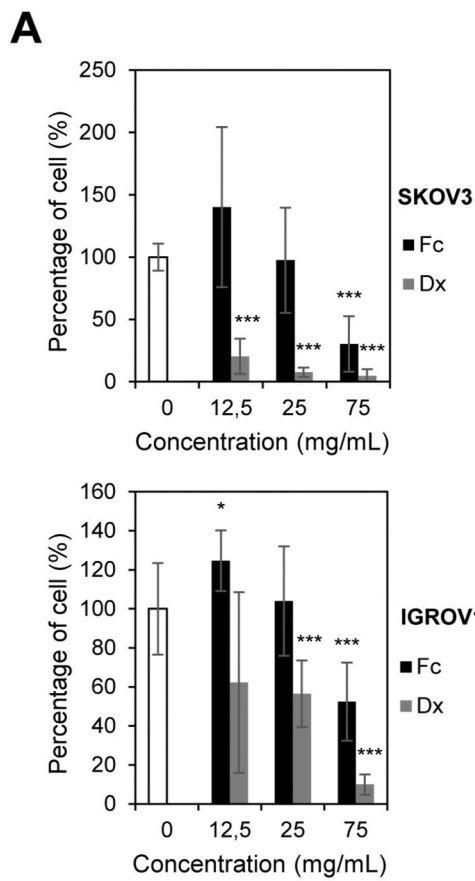 A
250
200
150
100
50
0
Percentage of cell (%)
***
***
***
***
0 12,5 25 75
Concentration (mg/mL)
SKOV3
Fc
Dx
160
140
120
100
80
60
40
20
0
Percentage of cell (%)
*
***
***
***
0 12,5 25 75
Concentration (mg/mL)
IGROV
Fc
Dx